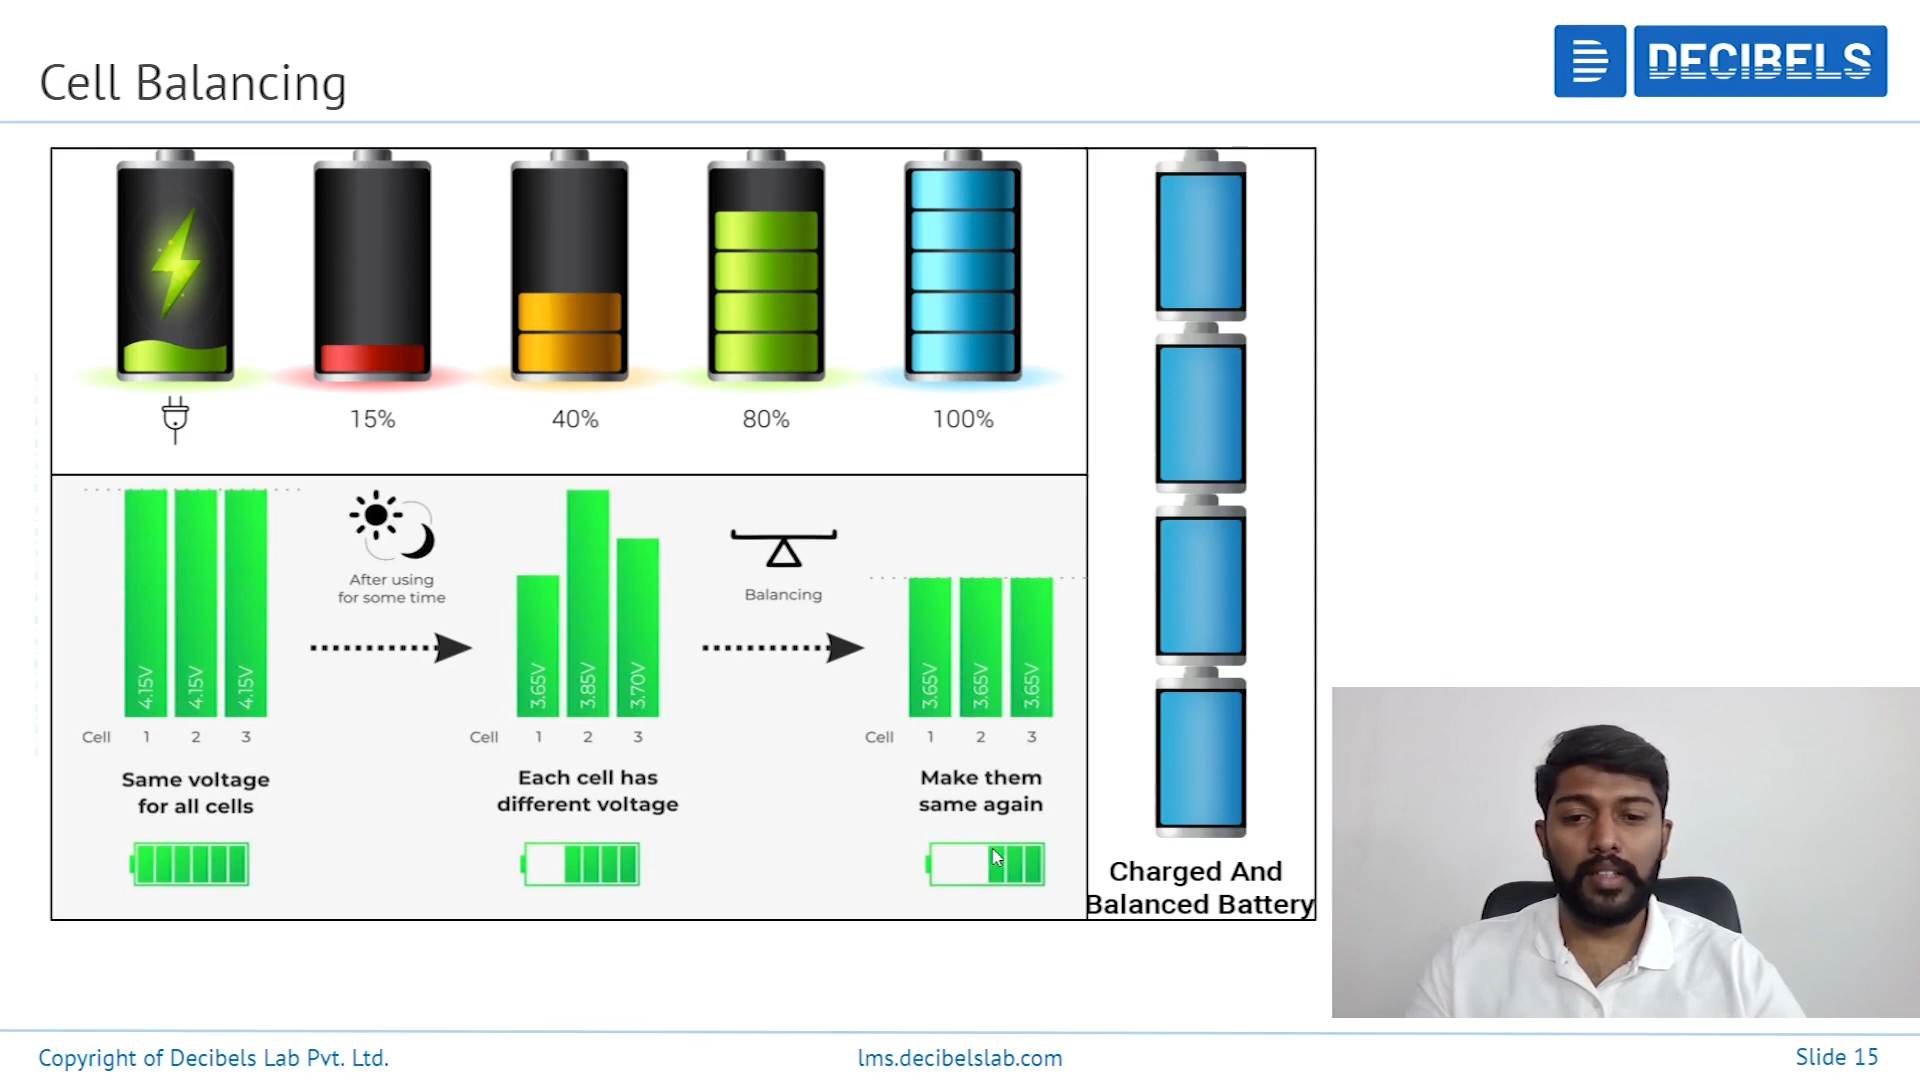 Cell Balancing
DECIBELS
15%
40%
80%
100%
After using
for some time
Balancing
4.15V
4.15V
4.15V
3.65V
3.85V
3.70V
3.65V
3.65V
3.65V
Cell 1 2 3
Cell 1 2 3
Cell 1 2 3
Same voltage
for all cells
Each cell has
different voltage
Make them
same again
Charged And
Balanced Battery
Copyright of Decibels Lab Pvt. Ltd.
lms.decibelslab.com
Slide 15